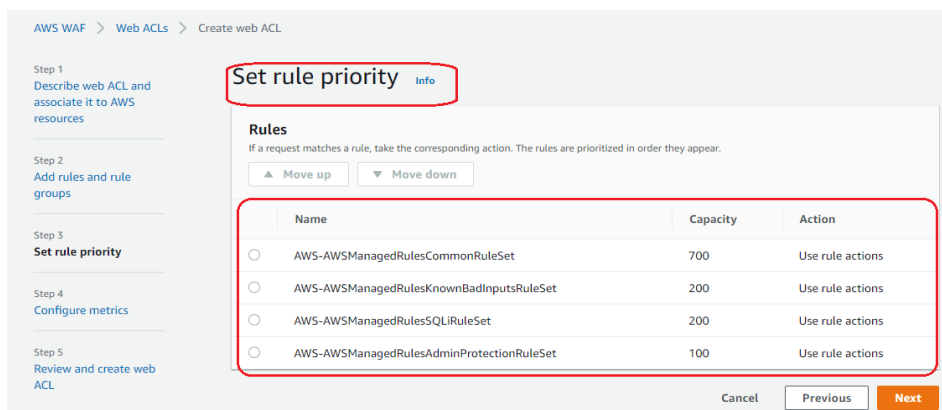 AWS WAF > Web ACLs > Create web ACL
Step 1
Describe web ACL and
associate it to AWS
resources
Step 2
Add rules and rule
groups
Step 3
Set rule priority
Step 4
Configure metrics
Step 5
Review and create web
ACL
Set rule priority Info
Rules
If a request matches a rule, take the corresponding action. The rules are prioritized in order they appear.
▲ Move up ▼ Move down
Name Capacity Action
AWS-AWSManagedRulesCommonRuleSet 700 Use rule actions
AWS-AWSManagedRulesKnownBadInputsRuleSet 200 Use rule actions
AWS-AWSManagedRulesSQLiRuleSet 200 Use rule actions
AWS-AWSManagedRulesAdminProtectionRuleSet 100 Use rule actions
Cancel Previous Next